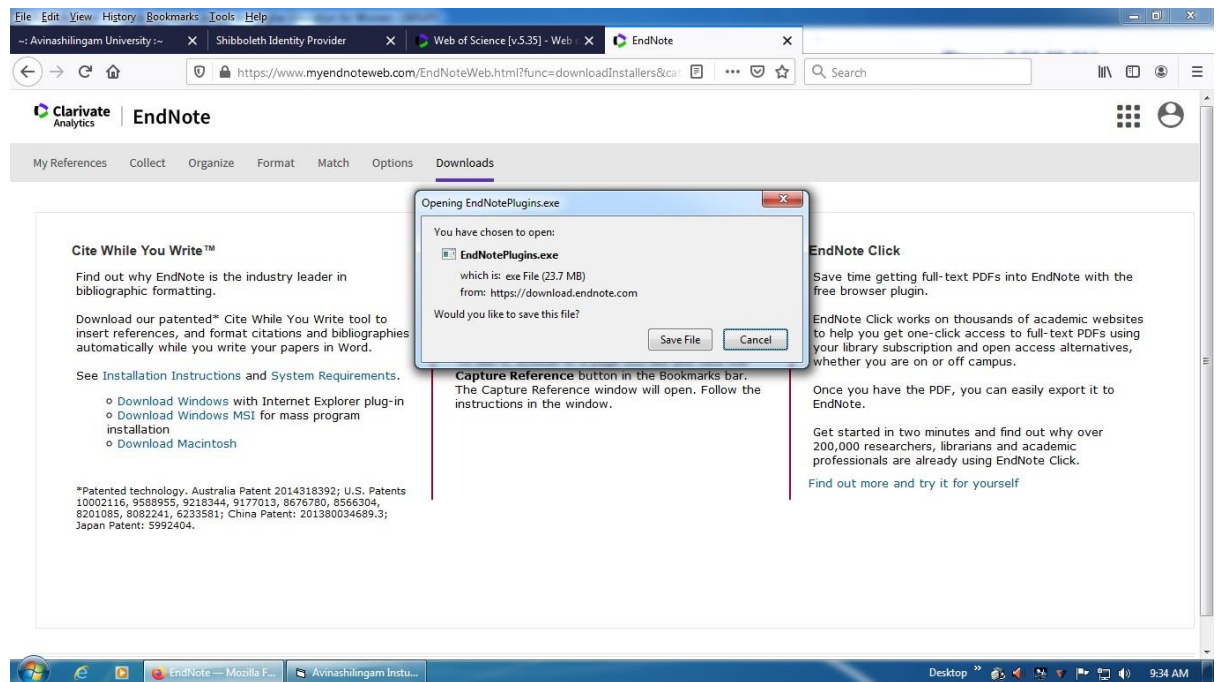 File Edit View History Bookmarks Tools Help
~: Avinashilingam University :~
Shibboleth Identity Provider
Web of Science [v.5.35] - Web
EndNote
https://www.myendnoteweb.com/EndNoteWeb.html?func=downloadInstallers&cat
Search
Clarivate
Analytics
EndNote
My References Collect Organize Format Match Options Downloads
Opening EndNotePlugins.exe
You have chosen to open:
EndNotePlugins.exe
which is: exe File (23.7 MB)
from: https://download.endnote.com
Would you like to save this file?
Save File Cancel
Cite While You Write™
Find out why EndNote is the industry leader in
bibliographic formatting.
Download our patented* Cite While You Write tool to
insert references, and format citations and bibliographies
automatically while you write your papers in Word.
See Installation Instructions and System Requirements.
Download Windows with Internet Explorer plug-in
Download Windows MSI for mass program
installation
Download Macintosh
*Patented technology. Australia Patent 2014318392; U.S. Patents
10002116, 9588955, 9218344, 9177013, 8676780, 8566304,
8201085, 8082241, 6233581; China Patent: 201380034689.3;
Japan Patent: 5992404.
Capture Reference button in the Bookmarks bar.
The Capture Reference window will open. Follow the
instructions in the window.
EndNote Click
Save time getting full-text PDFs into EndNote with the
free browser plugin.
EndNote Click works on thousands of academic websites
to help you get one-click access to full-text PDFs using
your library subscription and open access alternatives,
whether you are on or off campus.
Once you have the PDF, you can easily export it to
EndNote.
Get started in two minutes and find out why over
200,000 researchers, librarians and academic
professionals are already using EndNote Click.
Find out more and try it for yourself
EndNote — Mozilla F...
Avinashilingam Instu...
Desktop
9:34 AM